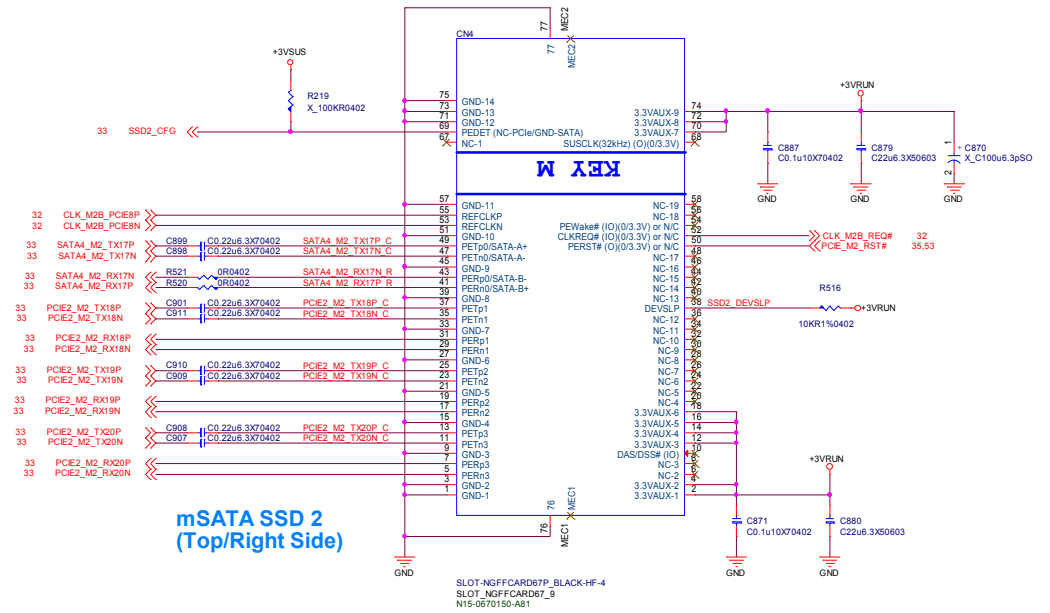 77
MEC2
CN4
77
MEC2
+3VSUS
R219
X_100KR0402
33 SSD2_CFG
75 GND-14
73 GND-13
71 GND-12
69 PEDET (NC-PCIe/GND-SATA)
67 NC-1
3.3VAUX-9 74
3.3VAUX-8 72
3.3VAUX-7 70
SUSCLK(32kHz) (O)(0/3.3V) 68
+3VRUN
C887
C0.1u10X70402
C879
C22u6.3X50603
1
+ C870
X_C100u6.3pSO
2
GND
GND
GND
KEY M
57 GND-11
32 CLK_M2B_PCIE8P 55 REFCLKP
32 CLK_M2B_PCIE8N 53 REFCLKN
51 GND-10
33 SATA4_M2_TX17P C899 C0.22u6.3X70402 SATA4_M2_TX17P_C 49 PETp0/SATA-A+
33 SATA4_M2_TX17N C898 C0.22u6.3X70402 SATA4_M2_TX17N_C 47 PETn0/SATA-A-
45 GND-9
33 SATA4_M2_RX17N R521 0R0402 SATA4_M2_RX17N_R 43 PERp0/SATA-B-
33 SATA4_M2_RX17P R520 0R0402 SATA4_M2_RX17P_R 41 PERn0/SATA-B+
39 GND-8
33 PCIE2_M2_TX18P C901 C0.22u6.3X70402 PCIE2_M2_TX18P_C 37 PETp1
33 PCIE2_M2_TX18N C911 C0.22u6.3X70402 PCIE2_M2_TX18N_C 35 PETn1
33 GND-7
33 PCIE2_M2_RX18P 31 PERp1
33 PCIE2_M2_RX18N 29 PERn1
27 GND-6
33 PCIE2_M2_TX19P C910 C0.22u6.3X70402 PCIE2_M2_TX19P_C 25 PETp2
33 PCIE2_M2_TX19N C909 C0.22u6.3X70402 PCIE2_M2_TX19N_C 23 PETn2
21 GND-5
33 PCIE2_M2_RX19P 19 PERp2
33 PCIE2_M2_RX19N 17 PERn2
15 GND-4
33 PCIE2_M2_TX20P C908 C0.22u6.3X70402 PCIE2_M2_TX20P_C 13 PETp3
33 PCIE2_M2_TX20N C907 C0.22u6.3X70402 PCIE2_M2_TX20N_C 11 PETn3
9 GND-3
33 PCIE2_M2_RX20P 7 PERp3
33 PCIE2_M2_RX20N 5 PERn3
3 GND-2
1 GND-1
NC-19 58
NC-18 56
PEWake# (IO)(0/3.3V) or N/C 54
CLKREQ# (IO)(0/3.3V) or N/C 52 CLK_M2B_REQ# 32
PERST# (O)(0/3.3V) or N/C 50 PCIE_M2_RST# 35,53
NC-17 48
NC-16 46
NC-15 44
NC-14 42
NC-13 40
DEVSLP 38 SSD2_DEVSLP R516 +3VRUN
10KR1%0402
NC-12 36
NC-11 34
NC-10 32
NC-9 30
NC-8 28
NC-7 26
NC-6 24
NC-5 22
NC-4 20
3.3VAUX-6 18
3.3VAUX-5 16
3.3VAUX-4 14
3.3VAUX-3 12
DAS/DSS# (IO) 10
NC-3 8
NC-2 6
3.3VAUX-2 4
3.3VAUX-1 2
+3VRUN
C871
C0.1u10X70402
C880
C22u6.3X50603
GND
GND
76
MEC1
76
MEC1
GND
mSATA SSD 2
(Top/Right Side)
SLOT-NGFFCARD67P_BLACK-HF-4
SLOT_NGFFCARD67_9
N15-0670150-A81